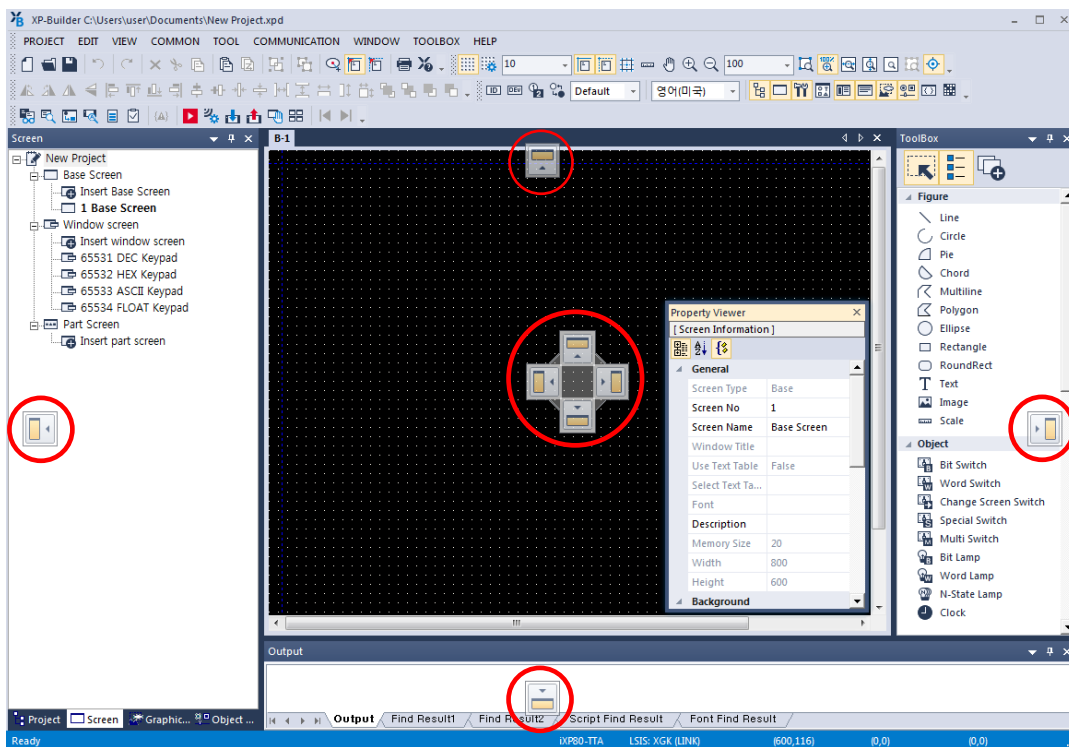 XP-Builder C:\Users\user\Documents\New Project.xpd
PROJECT EDIT VIEW COMMON TOOL COMMUNICATION WINDOW TOOLBOX HELP
10 100
Default 영어(미국)
Screen
New Project
Base Screen
Insert Base Screen
1 Base Screen
Window screen
Insert window screen
65531 DEC Keypad
65532 HEX Keypad
65533 ASCII Keypad
65534 FLOAT Keypad
Part Screen
Insert part screen
Project Screen Graphic... Object ...
B-1
Property Viewer
[ Screen Information ]
General
Screen Type Base
Screen No 1
Screen Name Base Screen
Window Title
Use Text Table False
Select Text Ta...
Font
Description
Memory Size 20
Width 800
Height 600
Background
ToolBox
Figure
Line
Circle
Pie
Chord
Multiline
Polygon
Ellipse
Rectangle
RoundRect
Text
Image
Scale
Object
Bit Switch
Word Switch
Change Screen Switch
Special Switch
Multi Switch
Bit Lamp
Word Lamp
N-State Lamp
Clock
Output
Output Find Result1 Find Result2 Script Find Result Font Find Result
Ready iXP80-TTA LSIS: XGK (LINK) (600,116) (0,0) (0,0)